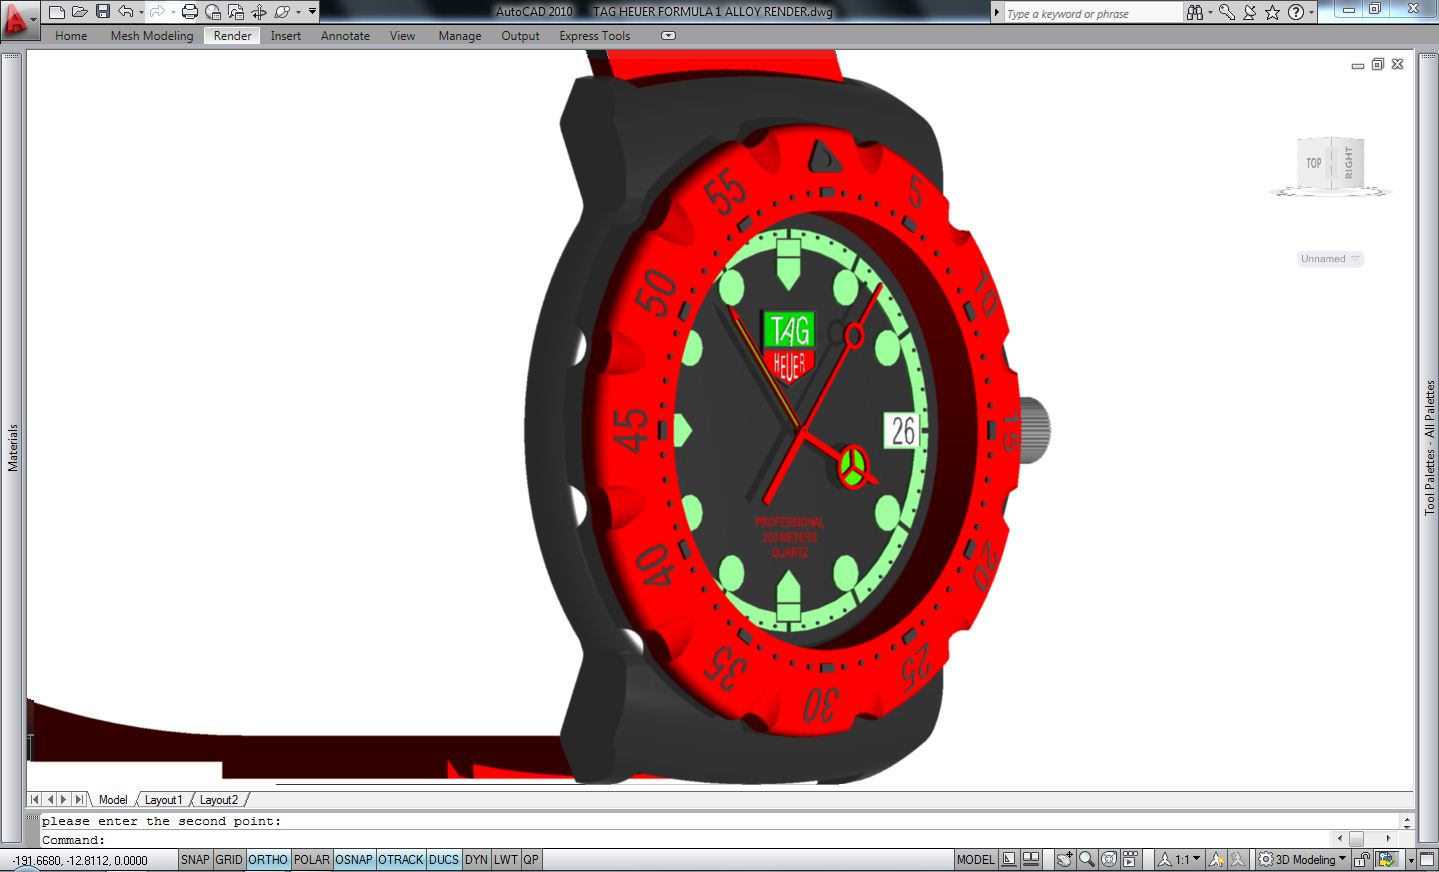 AutoCAD 2010 TAG HEUER FORMULA 1 ALLOY RENDER.dwg
Type a keyword or phrase
Home Mesh Modeling Render Insert Annotate View Manage Output Express Tools
TOP RIGHT
Unnamed
Materials
Tool Palettes - All Palettes
5
10
15
20
25
30
35
40
45
50
55
TAG
HEUER
26
PROFESSIONAL
200 METERS
QUARTZ
Model Layout1 Layout2
please enter the second point:
Command:
-191.6680, -12.8112, 0.0000 SNAP GRID ORTHO POLAR OSNAP OTRACK DUCS DYN LWT QP MODEL 1:1 3D Modeling